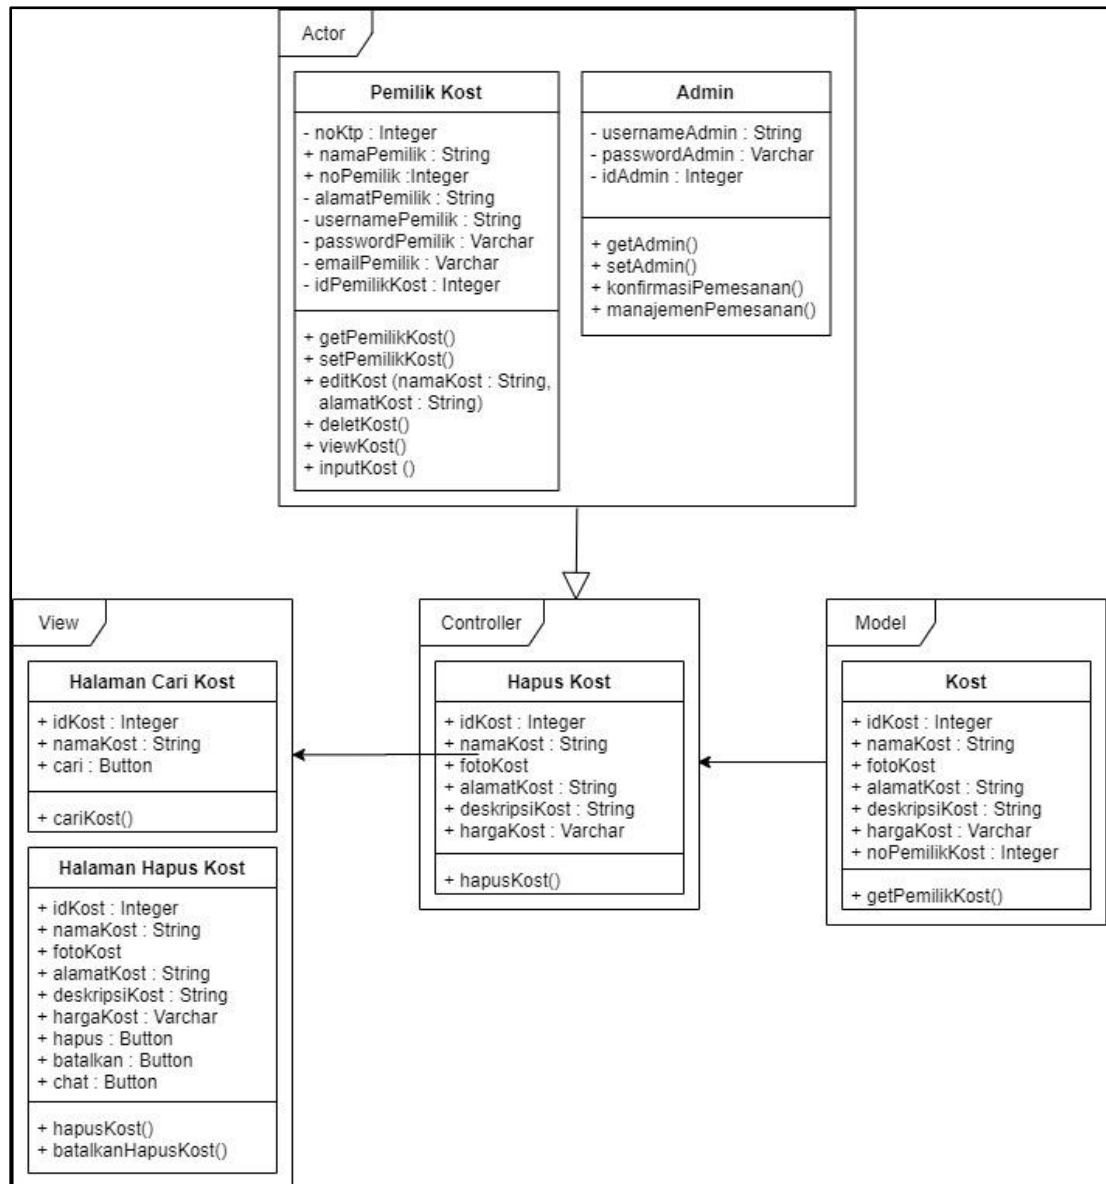 Actor
Pemilik Kost
- noKtp : Integer
+ namaPemilik : String
+ noPemilik :Integer
- alamatPemilik : String
- usernamePemilik : String
- passwordPemilik : Varchar
- emailPemilik : Varchar
- idPemilikKost : Integer
+ getPemilikKost()
+ setPemilikKost()
+ editKost (namaKost : String,
alamatKost : String)
+ deletKost()
+ viewKost()
+ inputKost ()
Admin
- usernameAdmin : String
- passwordAdmin : Varchar
- idAdmin : Integer
+ getAdmin()
+ setAdmin()
+ konfirmasiPemesanan()
+ manajemenPemesanan()
View
Halaman Cari Kost
+ idKost : Integer
+ namaKost : String
+ cari : Button
+ cariKost()
Halaman Hapus Kost
+ idKost : Integer
+ namaKost : String
+ fotoKost
+ alamatKost : String
+ deskripsiKost : String
+ hargaKost : Varchar
+ hapus : Button
+ batalkan : Button
+ chat : Button
+ hapusKost()
+ batalkanHapusKost()
Controller
Hapus Kost
+ idKost : Integer
+ namaKost : String
+ fotoKost
+ alamatKost : String
+ deskripsiKost : String
+ hargaKost : Varchar
+ hapusKost()
Model
Kost
+ idKost : Integer
+ namaKost : String
+ fotoKost
+ alamatKost : String
+ deskripsiKost : String
+ hargaKost : Varchar
+ noPemilikKost : Integer
+ getPemilikKost()